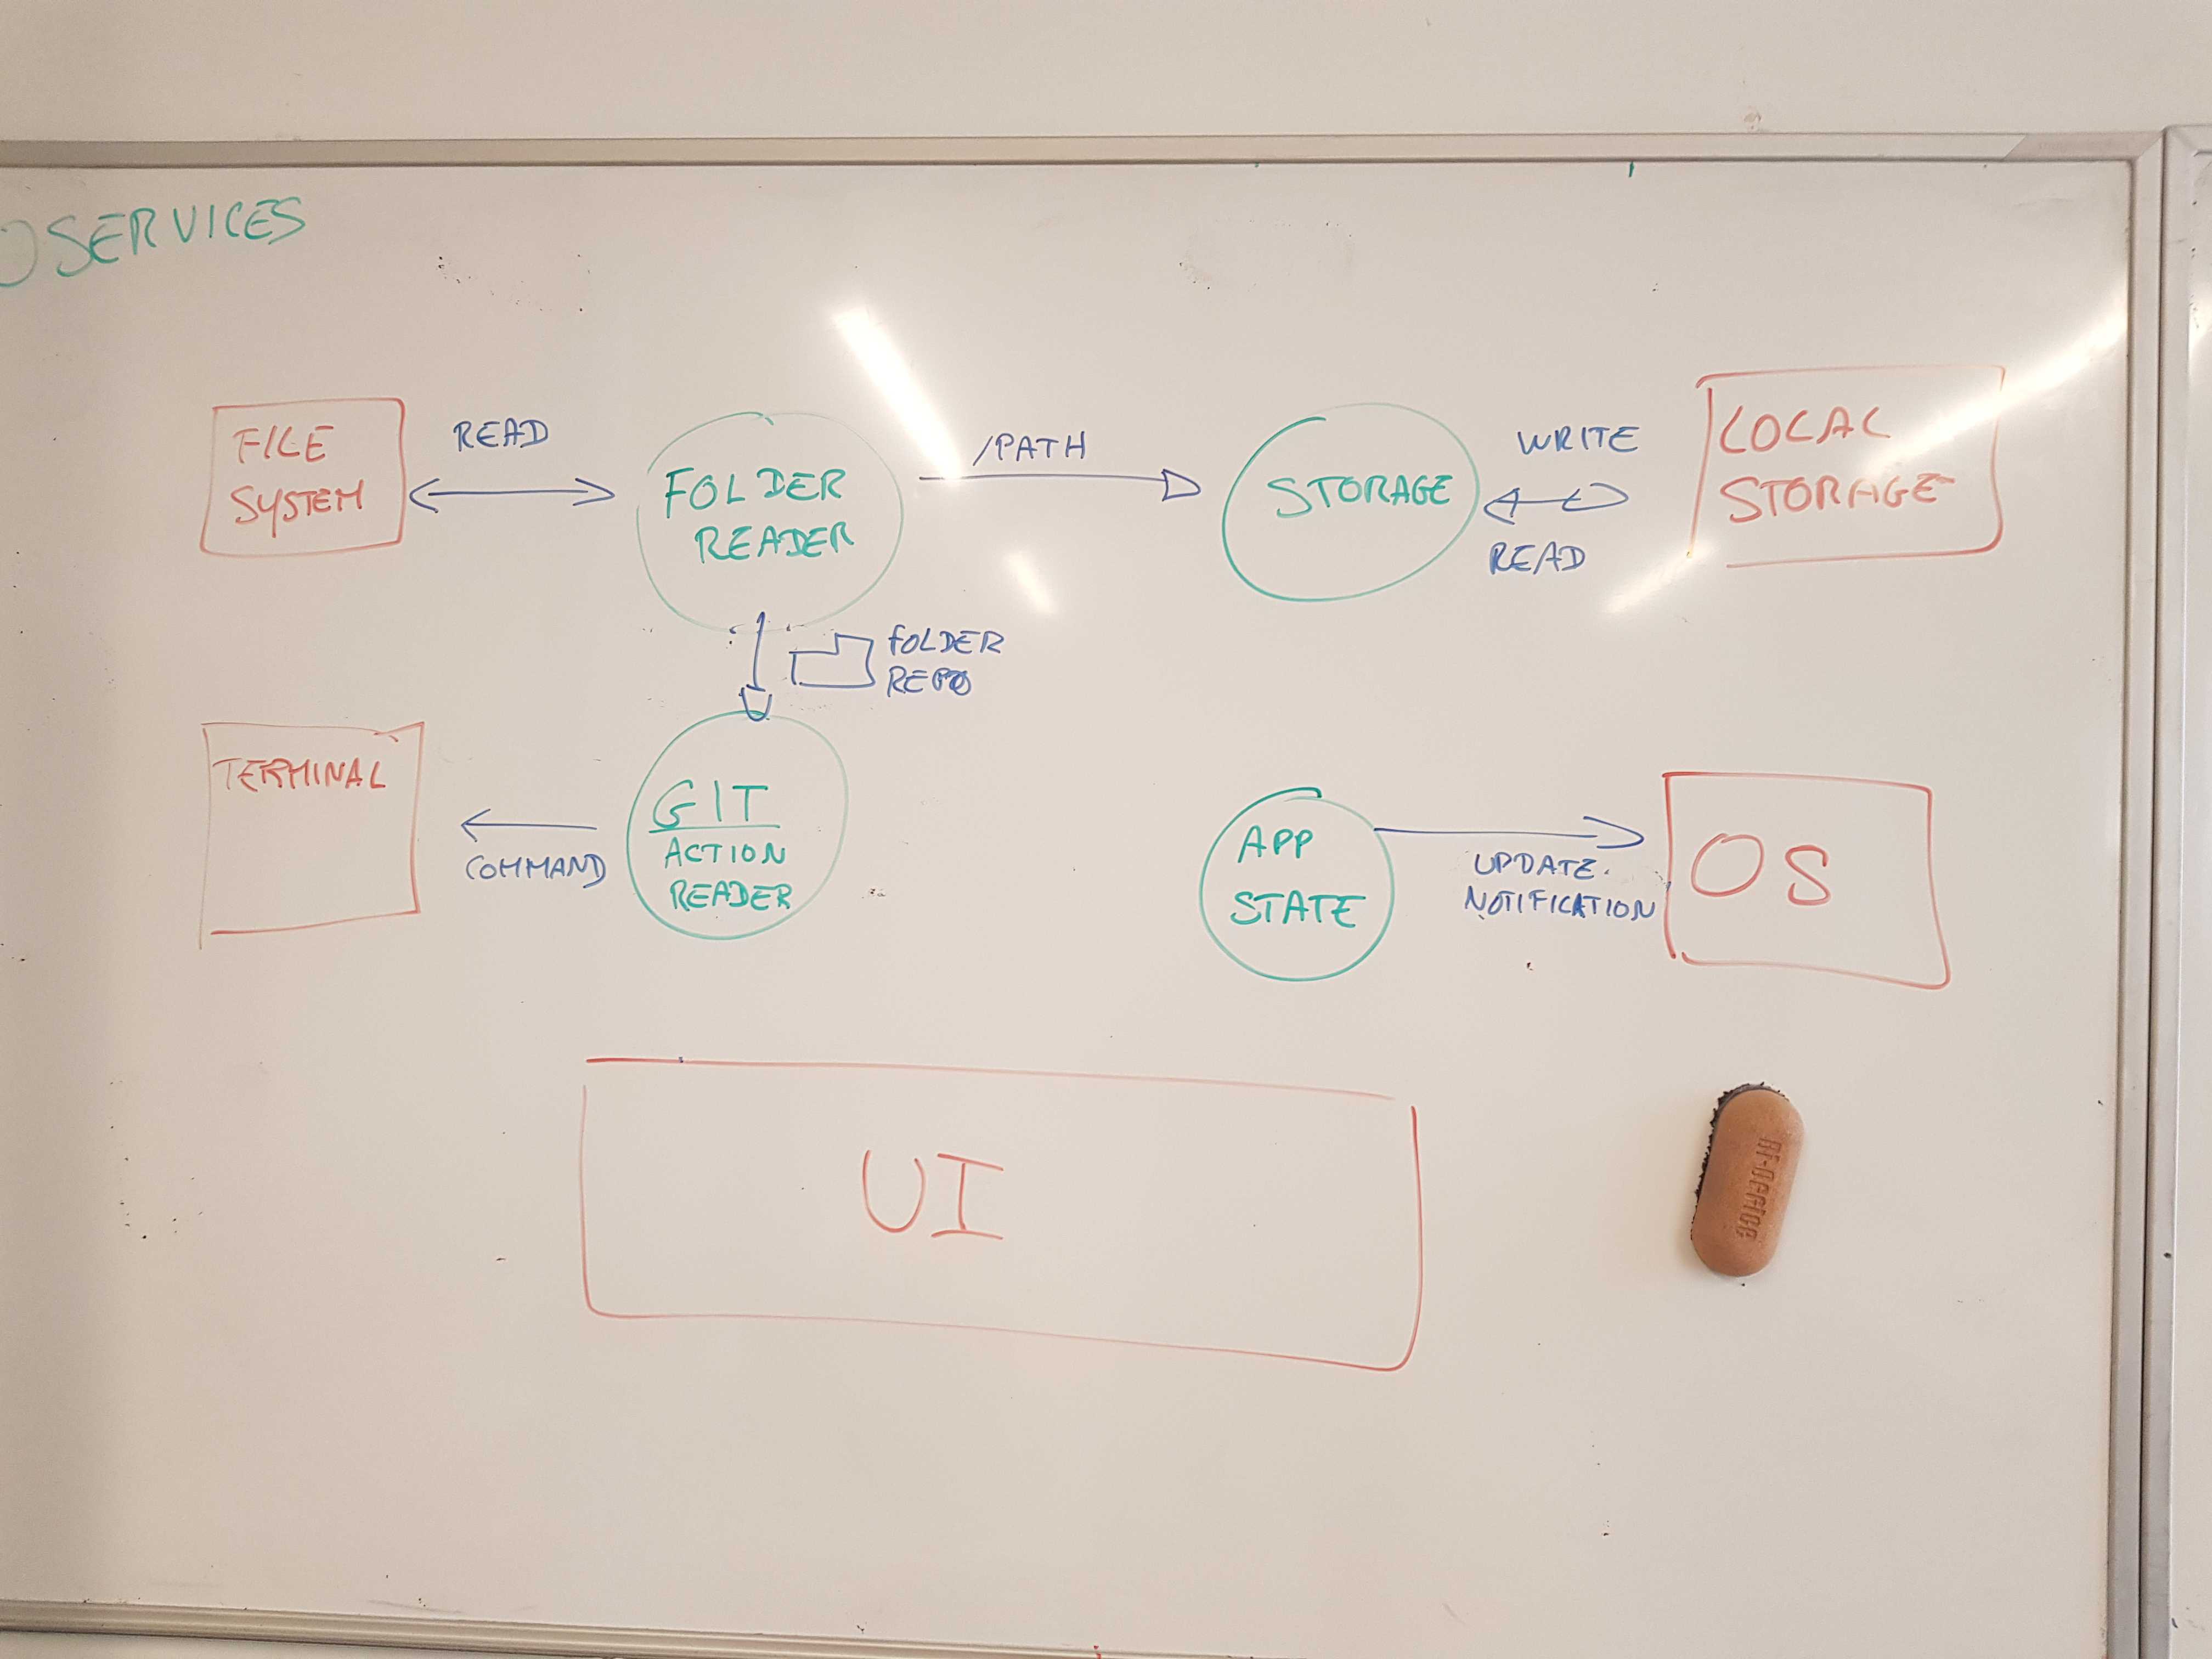 SERVICES
FILE
SYSTEM
READ
FOLDER
READER
/PATH
STORAGE
WRITE
READ
LOCAL
STORAGE
FOLDER
REPO
TERMINAL
COMMAND
GIT
ACTION
READER
APP
STATE
UPDATE
NOTIFICATION
OS
UI